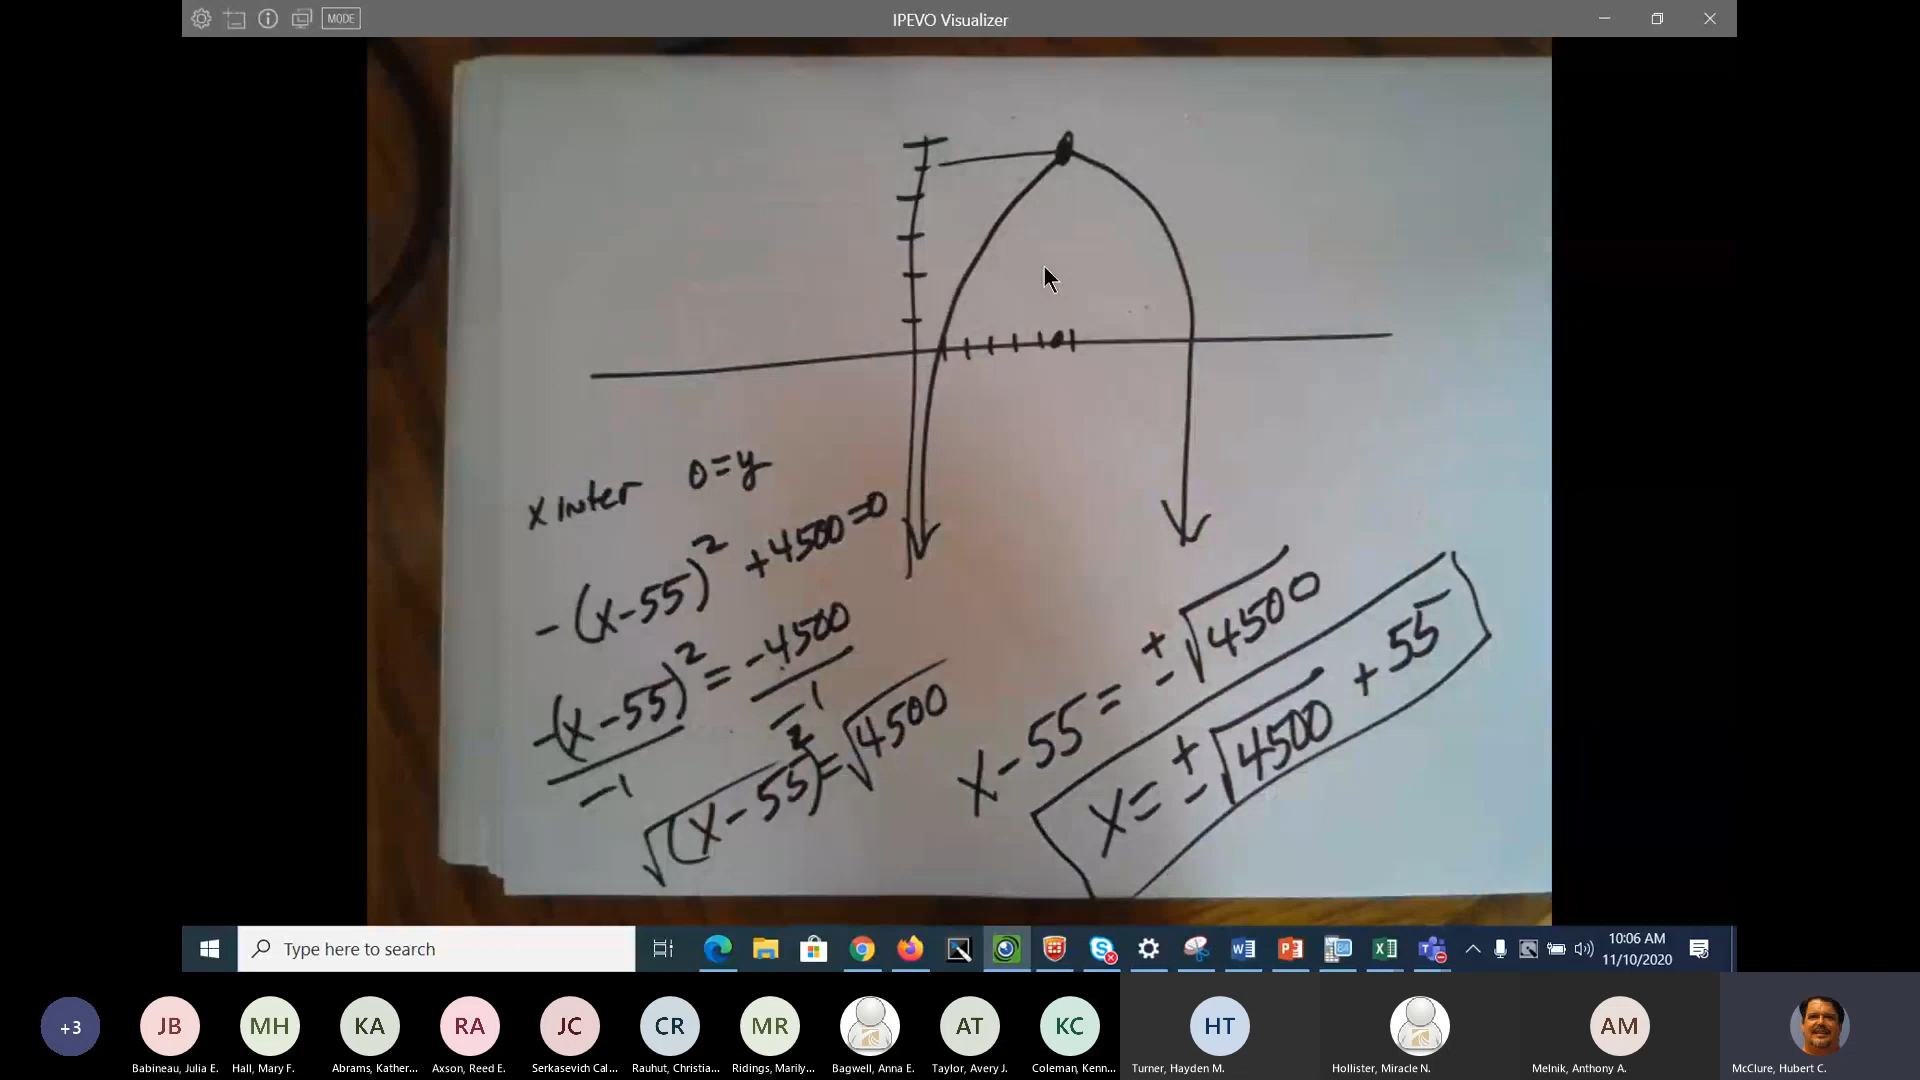 MODE
IPEVO Visualizer
x inter 0=y
-(x-55)² +4500=0
-(x-55)² = -4500
-1 -1
√(x-55)² = √4500
x-55= ±√4500
x= ±√4500 +55
Type here to search
10:06 AM
11/10/2020
+3
JB
MH
KA
RA
JC
CR
MR
AT
KC
HT
AM
Babineau, Julia E.
Hall, Mary F.
Abrams, Kather...
Axson, Reed E.
Serkasevich Cal...
Rauhut, Christia...
Ridings, Marily...
Bagwell, Anna E.
Taylor, Avery J.
Coleman, Kenn...
Turner, Hayden M.
Hollister, Miracle N.
Melnik, Anthony A.
McClure, Hubert C.